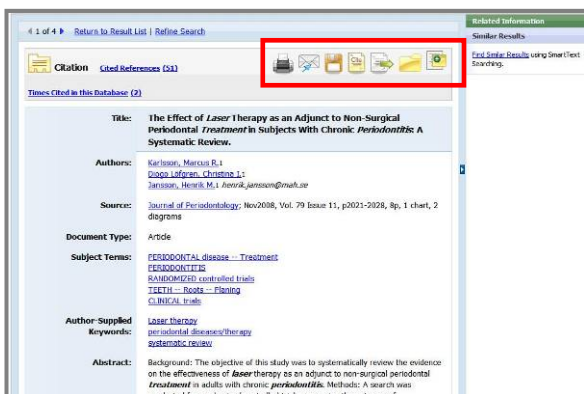 1 of 4 Return to Result List | Refine Search
Citation Cited References (51)
Times Cited in this Database (2)
Title: The Effect of Laser Therapy as an Adjunct to Non-Surgical
Periodontal Treatment in Subjects With Chronic Periodontitis: A
Systematic Review.
Authors: Karlsson, Marcus R.1
Diogo Löfgren, Christina I.1
Jansson, Henrik M.1 henrik.jansson@mah.se
Source: Journal of Periodontology; Nov2008, Vol. 79 Issue 11, p2021-2028, 8p, 1 chart, 2
diagrams
Document Type: Article
Subject Terms: PERIODONTAL disease -- Treatment
PERIODONTITIS
RANDOMIZED controlled trials
TEETH -- Roots -- Planing
CLINICAL trials
Author-Supplied
Keywords:
Laser therapy
periodontal diseases/therapy
systematic review
Abstract: Background: The objective of this study was to systematically review the evidence
on the effectiveness of laser therapy as an adjunct to non-surgical periodontal
treatment in adults with chronic periodontitis. Methods: A search was
Related Information
Similar Results
Find Similar Results using SmartText
Searching.